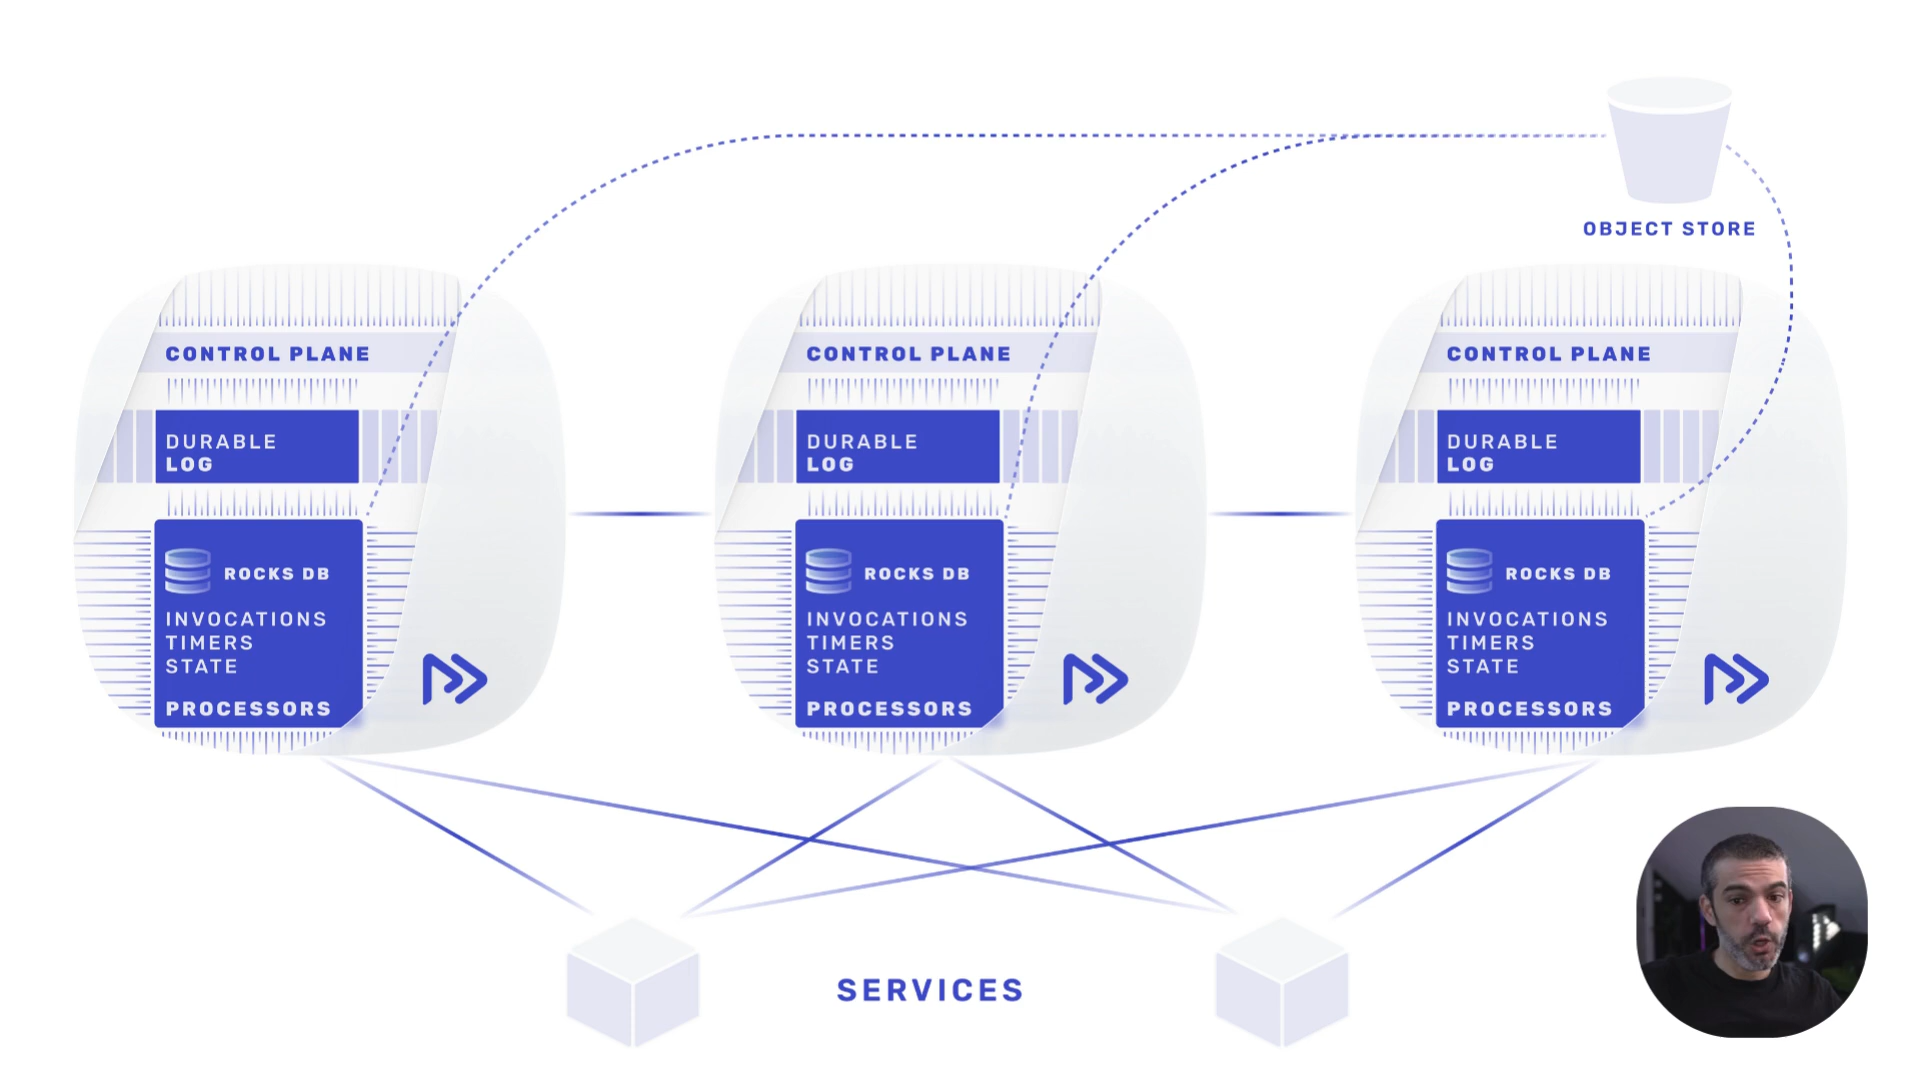 OBJECT STORE
CONTROL PLANE
DURABLE
LOG
ROCKS DB
INVOCATIONS
TIMERS
STATE
PROCESSORS
CONTROL PLANE
DURABLE
LOG
ROCKS DB
INVOCATIONS
TIMERS
STATE
PROCESSORS
CONTROL PLANE
DURABLE
LOG
ROCKS DB
INVOCATIONS
TIMERS
STATE
PROCESSORS
SERVICES